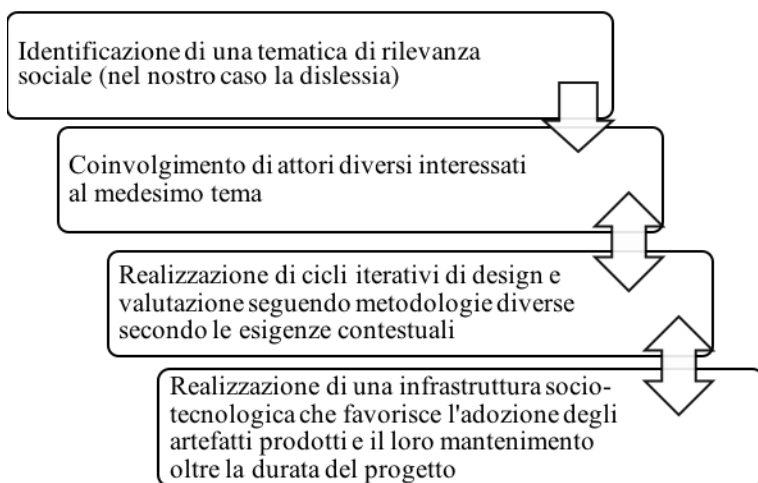 Identificazione di una tematica di rilevanza
sociale (nel nostro caso la dislessia)
Coinvolgimento di attori diversi interessati
al medesimo tema
Realizzazione di cicli iterativi di design e
valutazione seguendo metodologie diverse
secondo le esigenze contestuali
Realizzazione di una infrastruttura socio-
tecnologica che favorisce l'adozione degli
artefatti prodotti e il loro mantenimento
oltre la durata del progetto